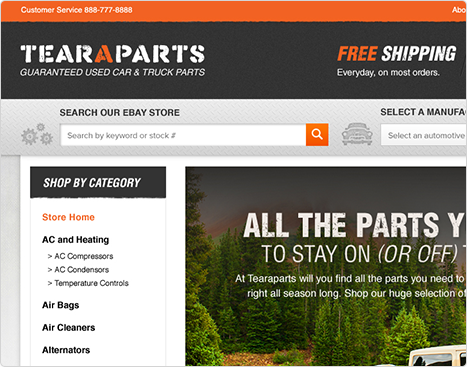 Customer Service 888-777-6888
Abo
TEARAPARTS
GUARANTEED USED CAR & TRUCK PARTS
FREE SHIPPING
Everyday, on most orders.
SEARCH OUR EBAY STORE
SELECT A MANUFA
Search by keyword or stock #
Select an automotive
SHOP BY CATEGORY
Store Home
AC and Heating
> AC Compressors
> AC Condensors
> Temperature Controls
Air Bags
Air Cleaners
Alternators
ALL THE PARTS Y
TO STAY ON (OR OFF) T
At Tearaparts will you find all the parts you need to
right all season long. Shop our huge selection of